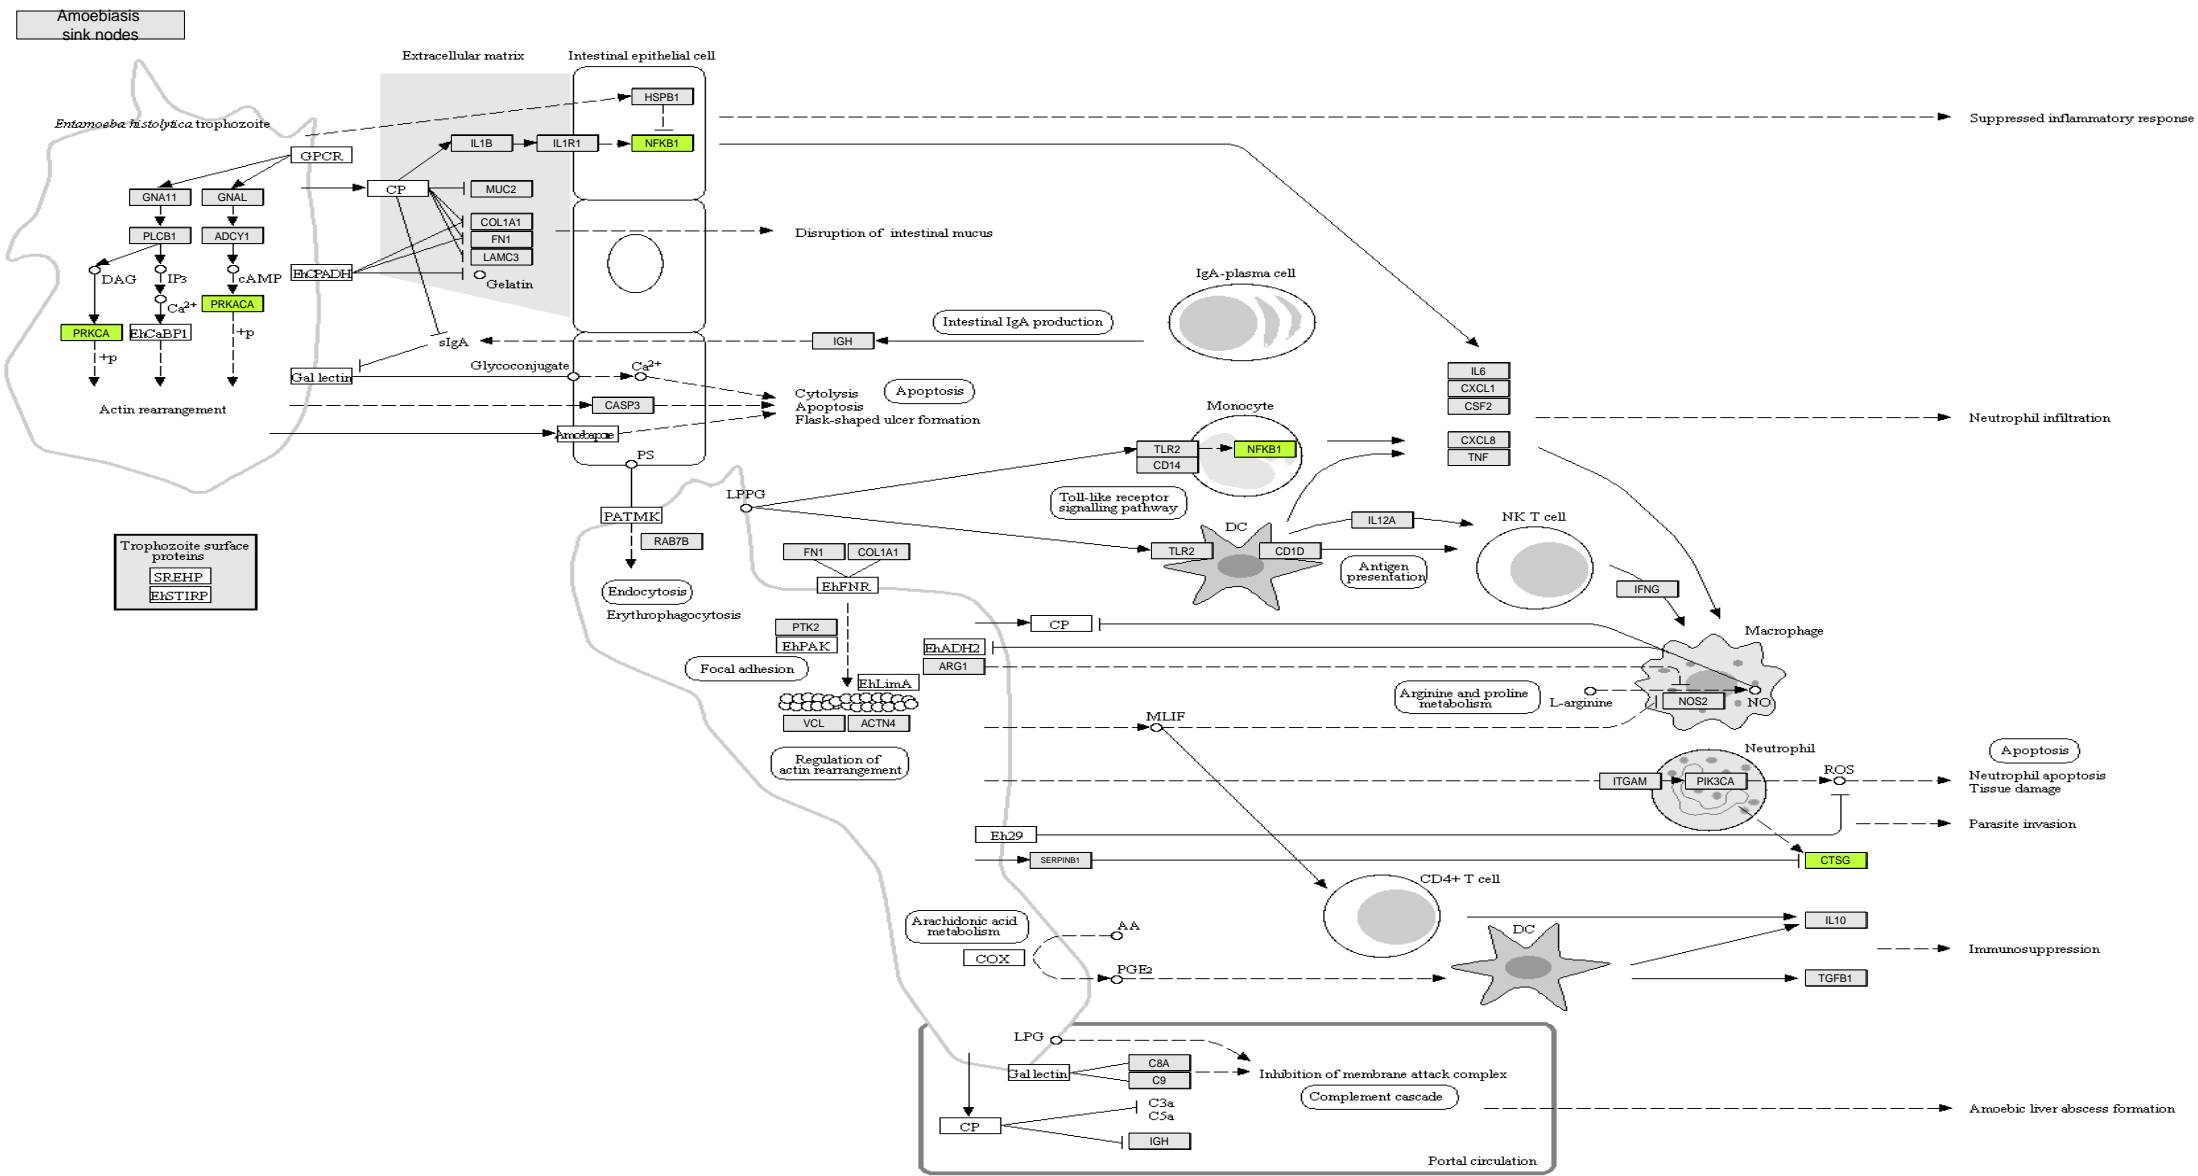 Amoebiasis
sink nodes
Extracellular matrix
Intestinal epithelial cell
HSPB1
Entamoeba histolytica trophozoite
Suppressed inflammatory response
IL1B
IL1R1
NFKB1
GPCR
GNA11
GNAL
CP
MUC2
PLCB1
ADCY1
COL1A1
FN1
LAMC3
Disruption of intestinal mucus
DAG
IP3
cAMP
EhCPADH
Gelatin
IgA-plasma cell
Ca2+
PRKACA
PRKCA
EhCaBP1
+p
+p
sIgA
IGH
Intestinal IgA production
Gal lectin
Glycoconjugate
Ca2+
IL6
CXCL1
CSF2
Actin rearrangement
CASP3
Cytolysis
Apoptosis
Flask-shaped ulcer formation
Apoptosis
Monocyte
Neutrophil infiltration
Amoebapore
TLR2
CD14
NFKB1
CXCL8
TNF
PS
LPPG
Toll-like receptor
signalling pathway
PATMK
RAB7B
DC
IL12A
NK T cell
Trophozoite surface
proteins
SREHP
EhSTIRP
FN1
COL1A1
TLR2
CD1D
Antigen
presentation
EhFNR
Endocytosis
Erythrophagocytosis
IFNG
PTK2
EhPAK
CP
Macrophage
EhADH2
ARG1
Focal adhesion
EhLimA
Arginine and proline
metabolism
L-arginine
NOS2
NO
VCL
ACTN4
MLIF
Regulation of
actin rearrangement
Neutrophil
Apoptosis
ITGAM
PIK3CA
ROS
Neutrophil apoptosis
Tissue damage
Eh29
Parasite invasion
SERPINB1
CTSG
CD4+ T cell
Arachidonic acid
metabolism
AA
IL10
COX
DC
Immunosuppression
PGE2
TGFB1
LPG
Gal lectin
C8A
C9
Inhibition of membrane attack complex
Complement cascade
C3a
C5a
CP
IGH
Amoebic liver abscess formation
Portal circulation